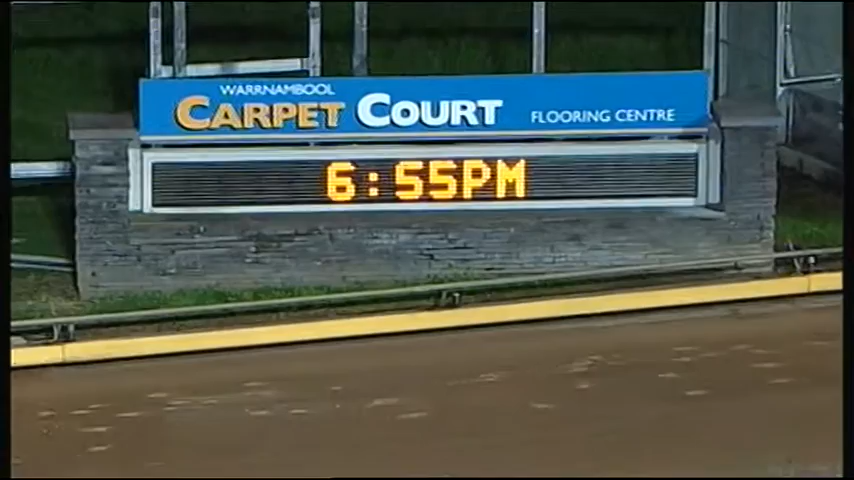 WARRNAMBOOL
CARPET COURT FLOORING CENTRE
6:55PM